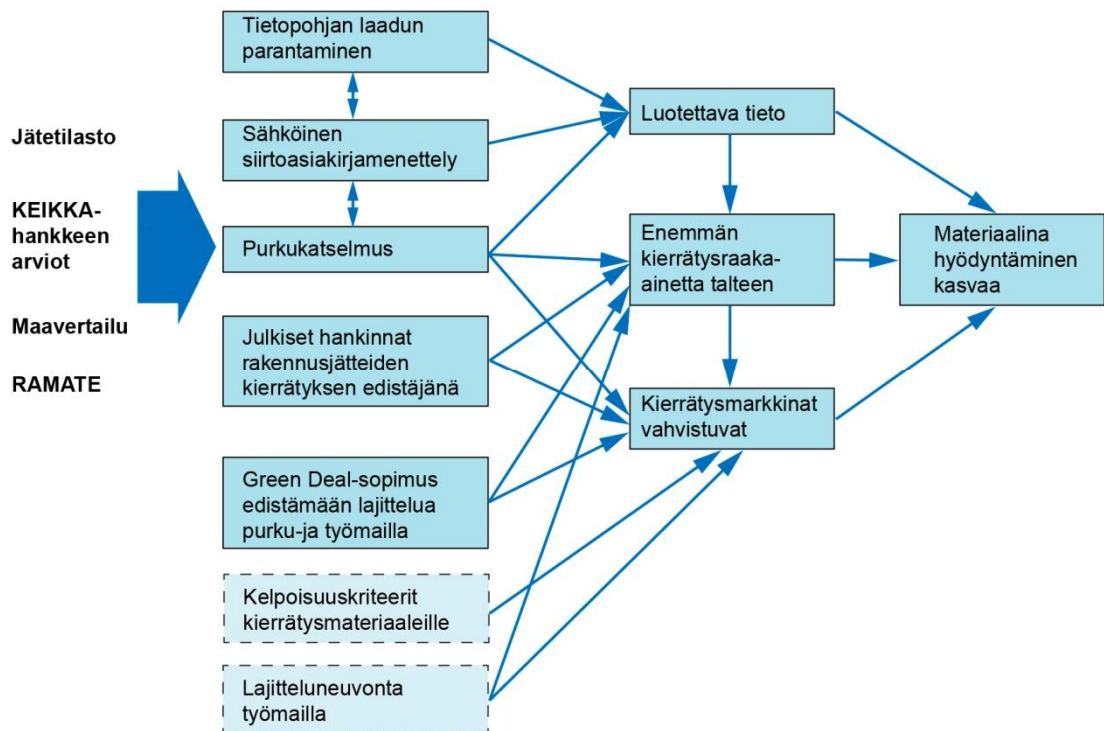 Jätetilasto
KEIKKA-
hankkeen
arviot
Maavertailu
RAMATE
Tietopohjan laadun
parantaminen
Sähköinen
siirtoasiakirjamenettely
Purkukatselmus
Julkiset hankinnat
rakennusjätteiden
kierrätyksen edistäjänä
Green Deal-sopimus
edistämään lajittelua
purku-ja työmailla
Kelpoisuuskriteerit
kierrätysmateriaaleille
Lajitteluneuvonta
työmailla
Luotettava tieto
Enemmän
kierrätysraaka-
ainetta talteen
Kierrätysmarkkinat
vahvistuvat
Materiaalina
hyödyntäminen
kasvaa